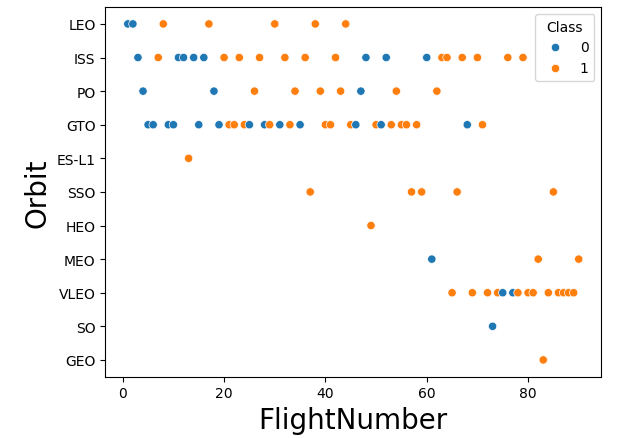 LEO
ISS
PO
GTO
ES-L1
SSO
HEO
MEO
VLEO
SO
GEO
Orbit
0 20 40 60 80
FlightNumber
Class
0
1